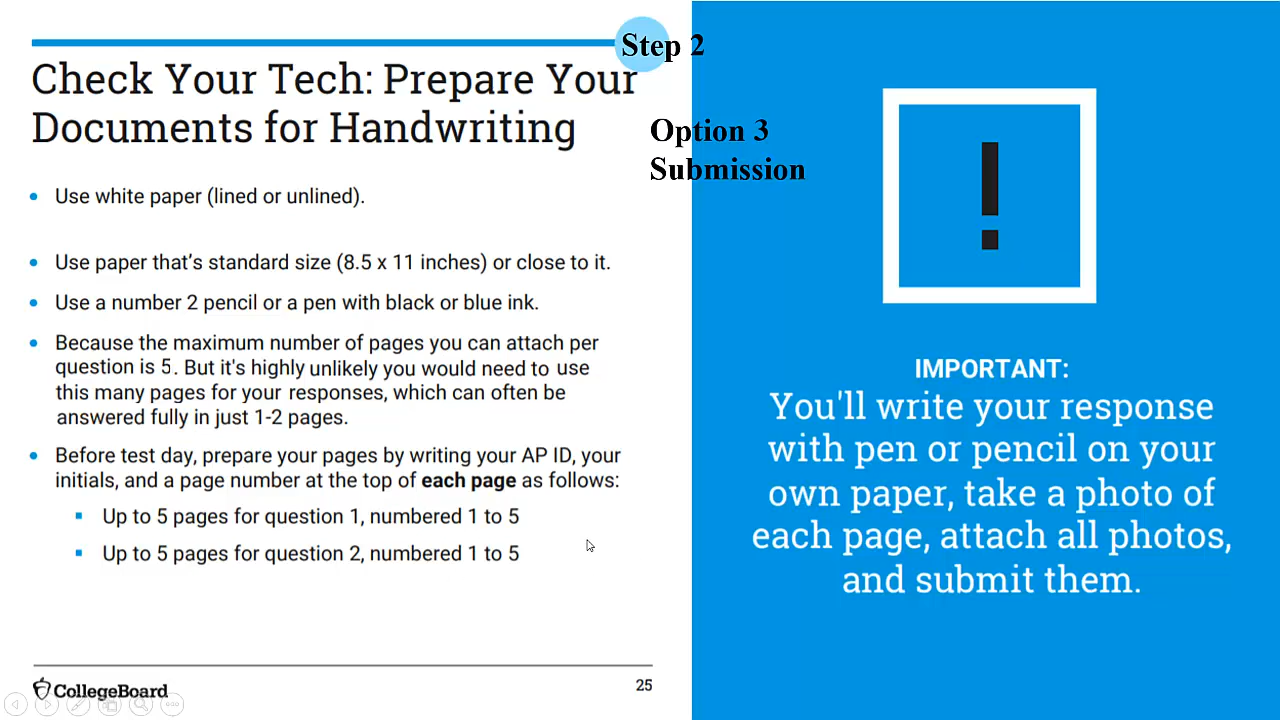 Step 2
Check Your Tech: Prepare Your
Documents for Handwriting
Option 3
Submission
• Use white paper (lined or unlined).
• Use paper that’s standard size (8.5 x 11 inches) or close to it.
• Use a number 2 pencil or a pen with black or blue ink.
• Because the maximum number of pages you can attach per
question is 5. But it's highly unlikely you would need to use
this many pages for your responses, which can often be
answered fully in just 1-2 pages.
• Before test day, prepare your pages by writing your AP ID, your
initials, and a page number at the top of each page as follows:
▪ Up to 5 pages for question 1, numbered 1 to 5
▪ Up to 5 pages for question 2, numbered 1 to 5
CollegeBoard
25
!
IMPORTANT:
You'll write your response
with pen or pencil on your
own paper, take a photo of
each page, attach all photos,
and submit them.